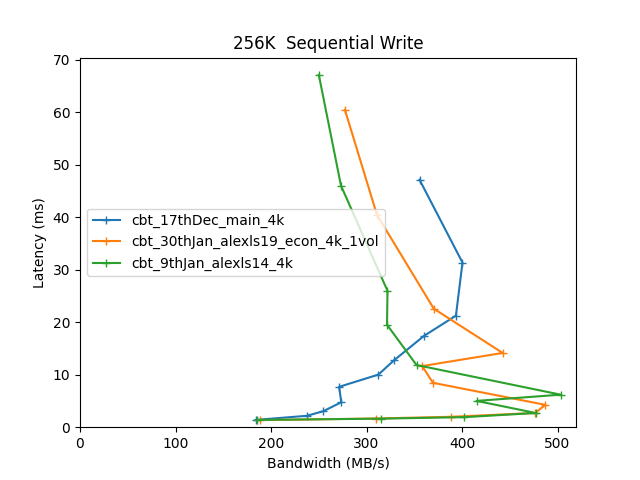 256K  Sequential Write
Latency (ms)
70
60
50
40
30
20
10
0
cbt_17thDec_main_4k
cbt_30thJan_alexls19_econ_4k_1vol
cbt_9thJan_alexls14_4k
0 100 200 300 400 500
Bandwidth (MB/s)